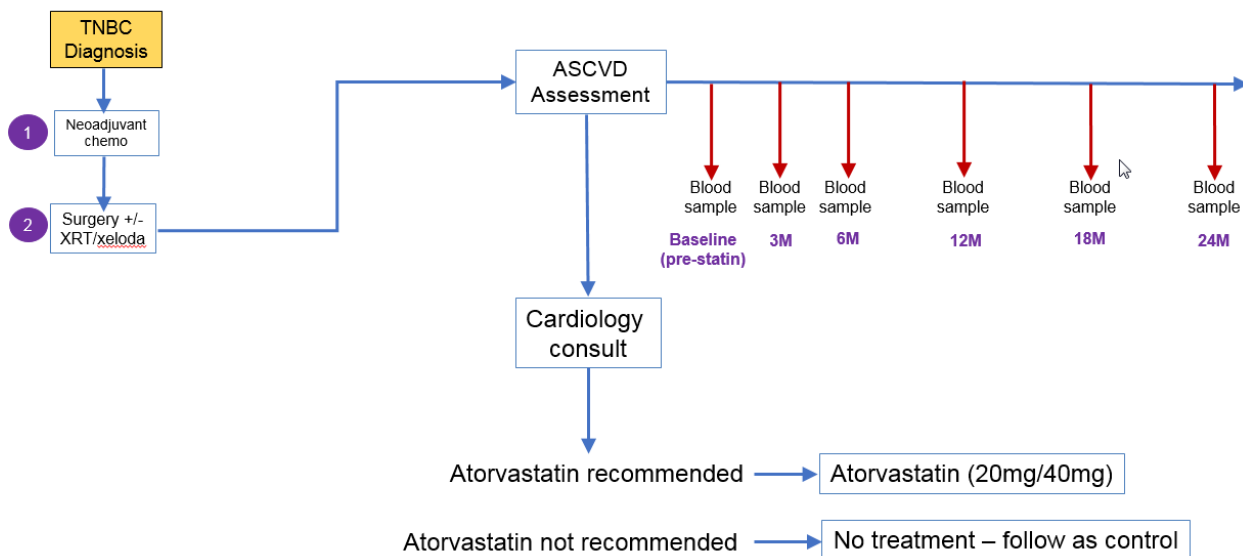 TNBC
Diagnosis
1
Neoadjuvant
chemo
2
Surgery +/-
XRT/xeloda
ASCVD
Assessment
Blood
sample
Baseline
(pre-statin)
Blood
sample
3M
Blood
sample
6M
Blood
sample
12M
Blood
sample
18M
Blood
sample
24M
Cardiology
consult
Atorvastatin recommended
Atorvastatin (20mg/40mg)
Atorvastatin not recommended
No treatment – follow as control